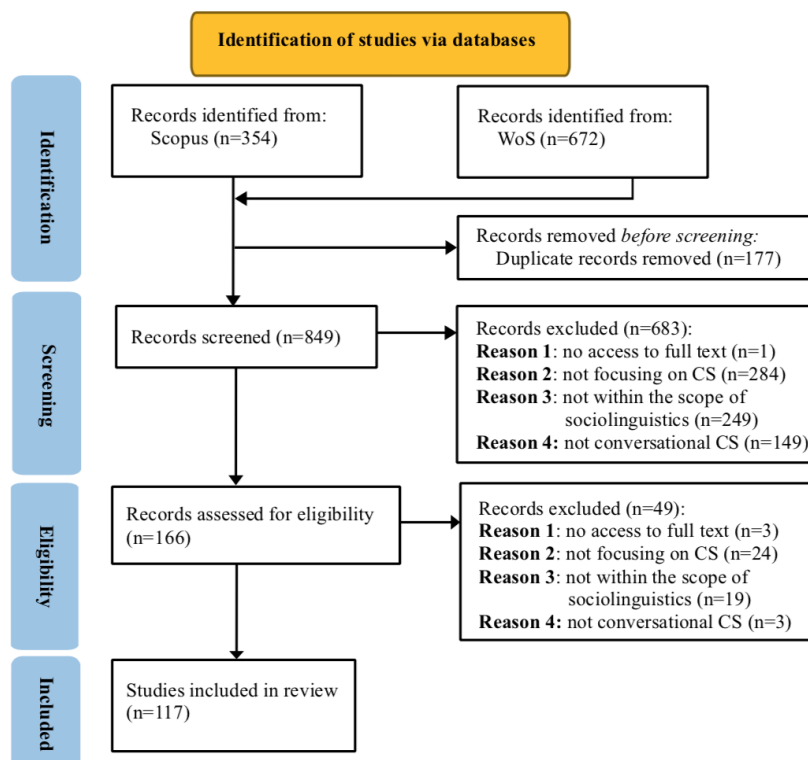 Identification of studies via databases
Identification
Records identified from:
Scopus (n=354)
Records identified from:
WoS (n=672)
Records removed before screening:
Duplicate records removed (n=177)
Screening
Records screened (n=849)
Records excluded (n=683):
Reason 1: no access to full text (n=1)
Reason 2: not focusing on CS (n=284)
Reason 3: not within the scope of
sociolinguistics (n=249)
Reason 4: not conversational CS (n=149)
Eligibility
Records assessed for eligibility
(n=166)
Records excluded (n=49):
Reason 1: no access to full text (n=3)
Reason 2: not focusing on CS (n=24)
Reason 3: not within the scope of
sociolinguistics (n=19)
Reason 4: not conversational CS (n=3)
Included
Studies included in review
(n=117)